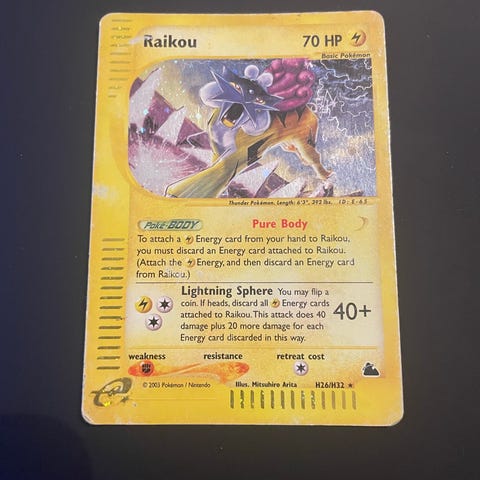 Raikou 70 HP
Basic Pokémon
Thunder Pokémon. Length: 6'3", 392 lbs. ID: E-65
Poké-BODY Pure Body
To attach a Energy card from your hand to Raikou,
you must discard an Energy card attached to Raikou.
(Attach the Energy, and then discard an Energy card
from Raikou.)
Lightning Sphere You may flip a
coin. If heads, discard all Energy cards
attached to Raikou. This attack does 40
damage plus 20 more damage for each
Energy card discarded in this way.
40+
weakness resistance retreat cost
© 2003 Pokémon / Nintendo Illus. Mitsuhiro Arita H26/H32
e